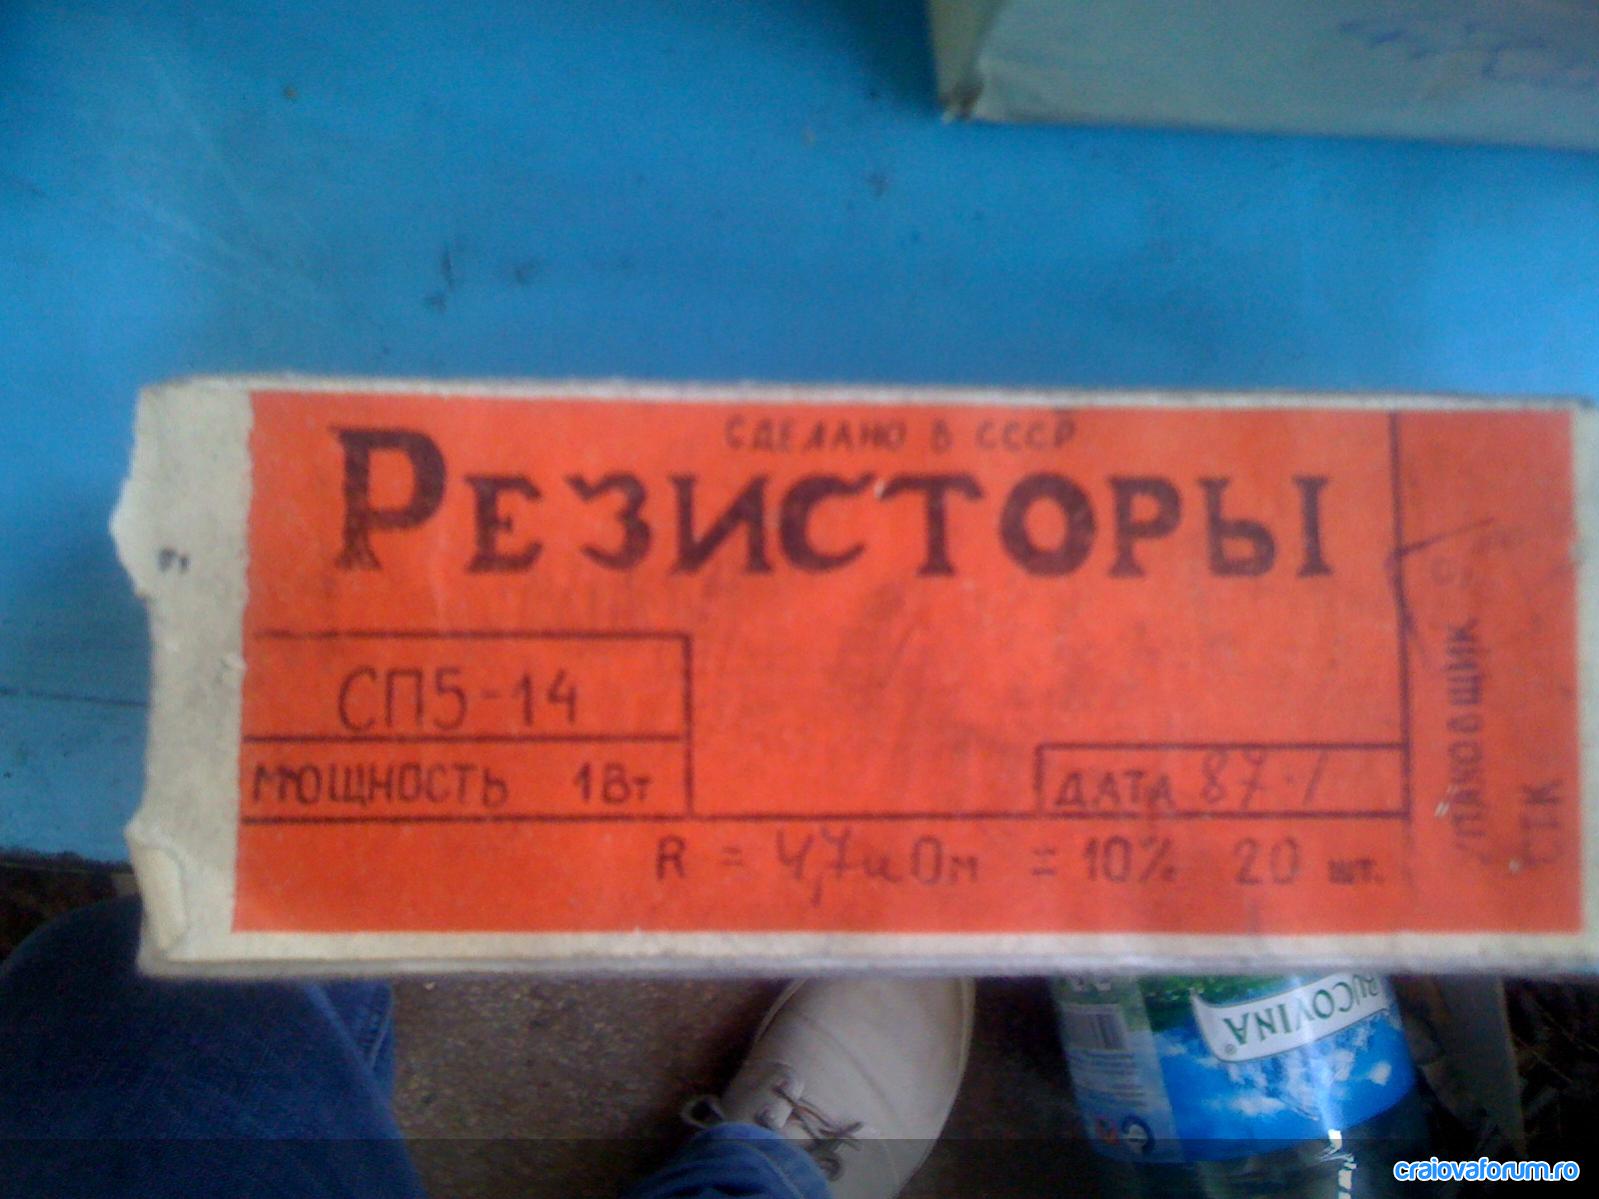 СДЕЛАНО В СССР
РЕЗИСТОРЫ
СП5-14
МОЩНОСТЬ 1Вт
ДАТА 87.1
R = 4,7кОм = 10% 20 шт.
УПАКОВЩИК
ОТК
BUCOVINA
craiovaforum.ro